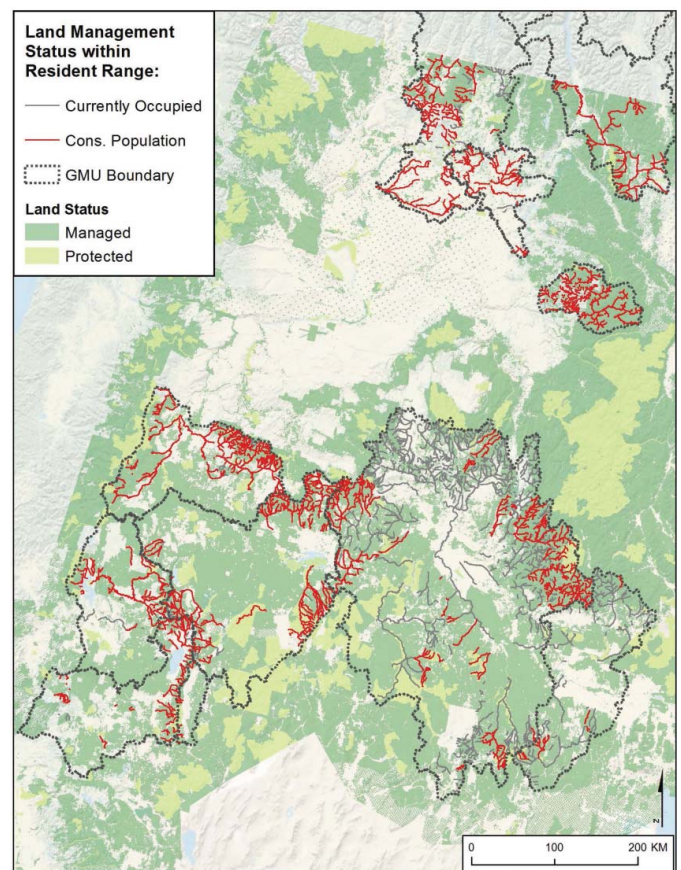 Land Management
Status within
Resident Range:
Currently Occupied
Cons. Population
GMU Boundary
Land Status
Managed
Protected
N
0 100 200 KM